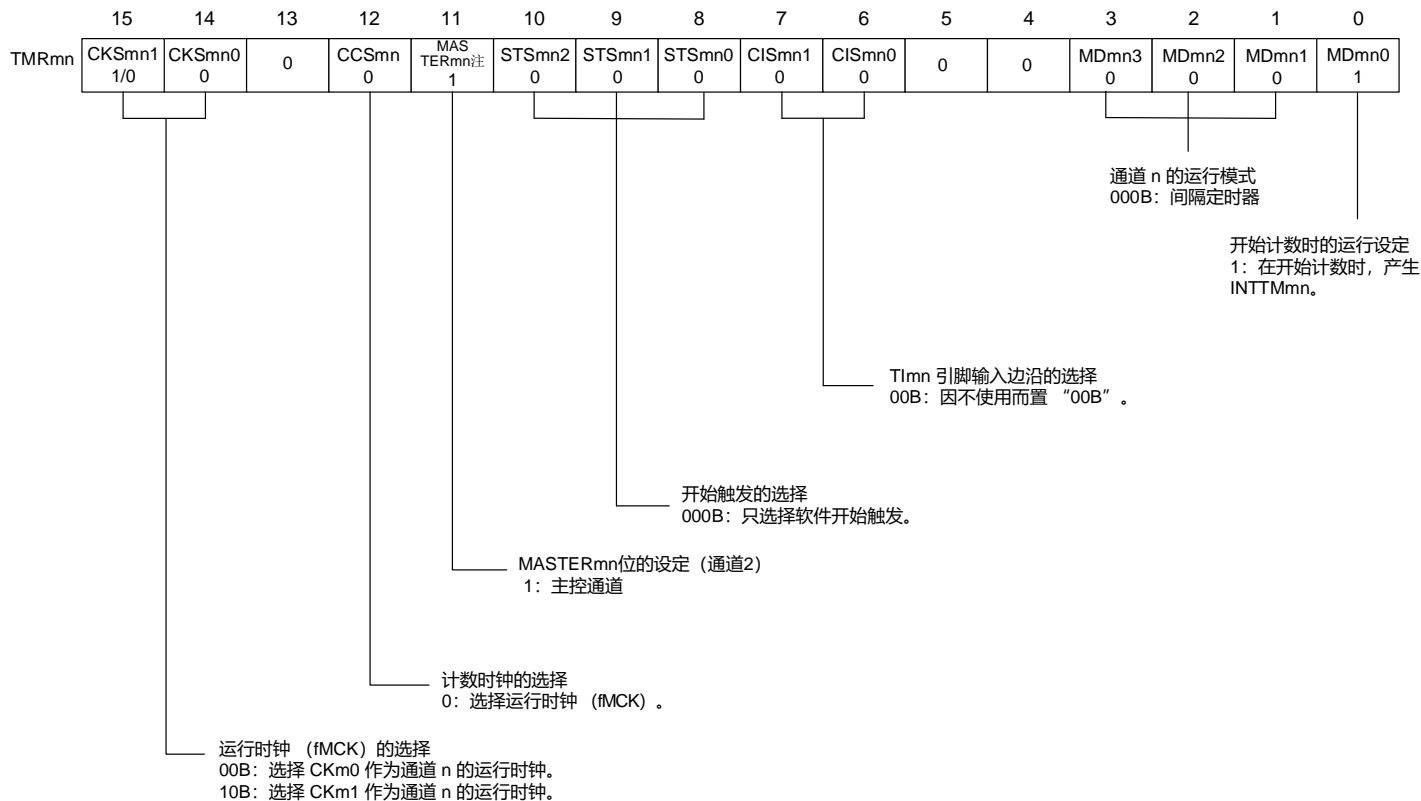 15 14 13 12 11 10 9 8 7 6 5 4 3 2 1 0
TMRmn CKSmn1 CKSmn0 0 CCSmn MAS TERmn注 STSmn2 STSmn1 STSmn0 CISmn1 CISmn0 0 0 MDmn3 MDmn2 MDmn1 MDmn0
1/0 0 0 1 0 0 0 0 0 0 0 0 1
通道 n 的运行模式
000B：间隔定时器
开始计数时的运行设定
1：在开始计数时，产生
INTTMmn。
TImn 引脚输入边沿的选择
00B：因不使用而置 “00B”。
开始触发的选择
000B：只选择软件开始触发。
MASTERmn位的设定（通道2）
1：主控通道
计数时钟的选择
0：选择运行时钟 （fMCK）。
运行时钟 （fMCK）的选择
00B：选择 CKm0 作为通道 n 的运行时钟。
10B：选择 CKm1 作为通道 n 的运行时钟。